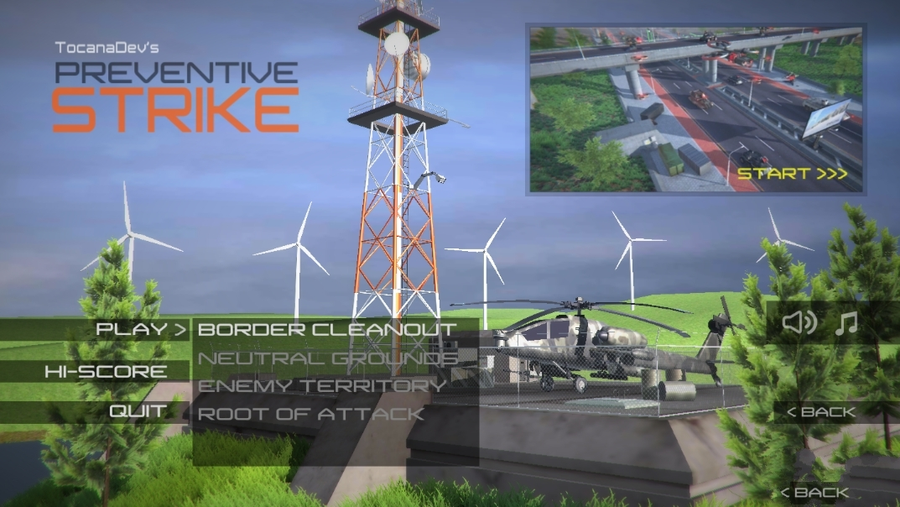 TocanaDev's
PREVENTIVE
STRIKE
START >>>
PLAY >
BORDER CLEANOUT
NEUTRAL GROUNDS
HI-SCORE
ENEMY TERRITORY
QUIT
ROOT OF ATTACK
< BACK
< BACK